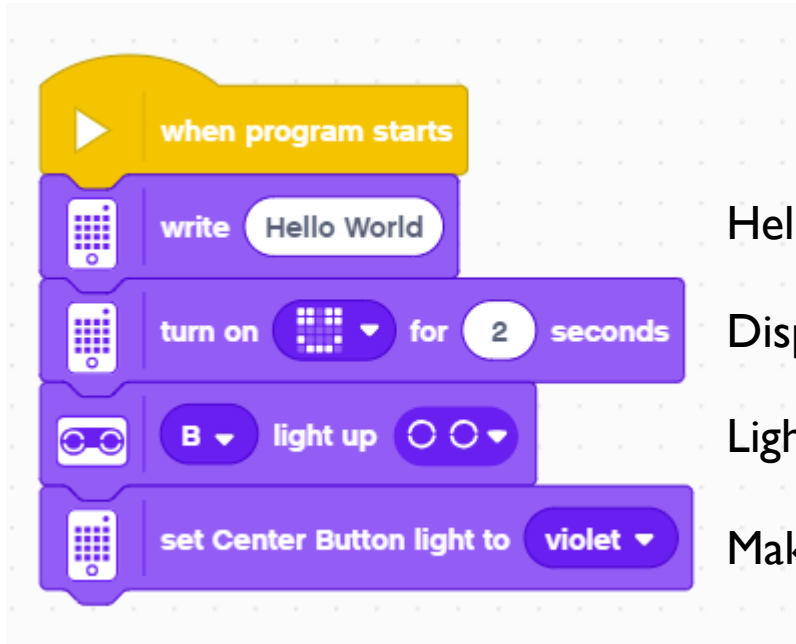 when program starts
write Hello World
Hel
turn on for 2 seconds
Disp
B light up
Ligh
set Center Button light to violet
Mak